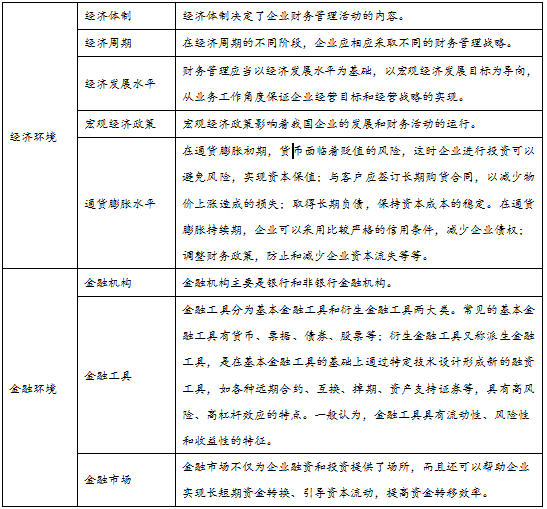 经济环境
经济体制
经济体制决定了企业财务管理活动的内容。
经济周期
在经济周期的不同阶段，企业应相应采取不同的财务管理战略。
经济发展水平
财务管理应当以经济发展水平为基础，以宏观经济发展目标为导向，
从业务工作角度保证企业经营目标和经营战略的实现。
宏观经济政策
宏观经济政策影响着我国企业的发展和财务活动的运行。
通货膨胀水平
在通货膨胀初期，货币面临着贬值的风险，这时企业进行投资可以
避免风险，实现资本保值；与客户应签订长期购货合同，以减少物
价上涨造成的损失；取得长期负债，保持资本成本的稳定。在通货
膨胀持续期，企业可以采用比较严格的信用条件，减少企业债权；
调整财务政策，防止和减少企业资本流失等等。
金融环境
金融机构
金融机构主要是银行和非银行金融机构。
金融工具
金融工具分为基本金融工具和衍生金融工具两大类。常见的基本金
融工具有货币、票据、债券、股票等；衍生金融工具又称派生金融
工具，是在基本金融工具的基础上通过特定技术设计形成新的融资
工具，如各种远期合约、互换、掉期、资产支持证券等，具有高风
险、高杠杆效应的特点。一般认为，金融工具具有流动性、风险性
和收益性的特征。
金融市场
金融市场不仅为企业融资和投资提供了场所，而且还可以帮助企业
实现长短期资金转换、引导资本流动，提高资金转移效率。